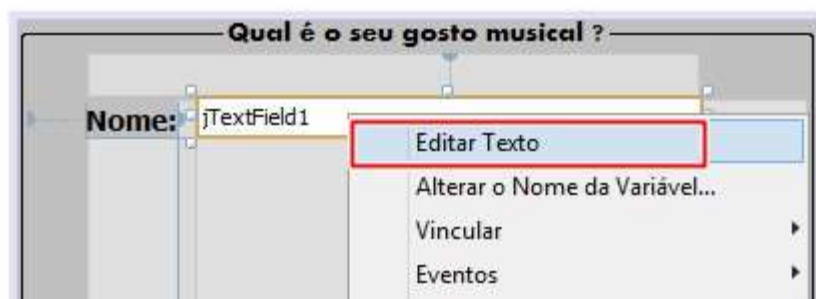 Qual é o seu gosto musical ?
Nome: jTextField1
Editar Texto
Alterar o Nome da Variável...
Vincular
Eventos